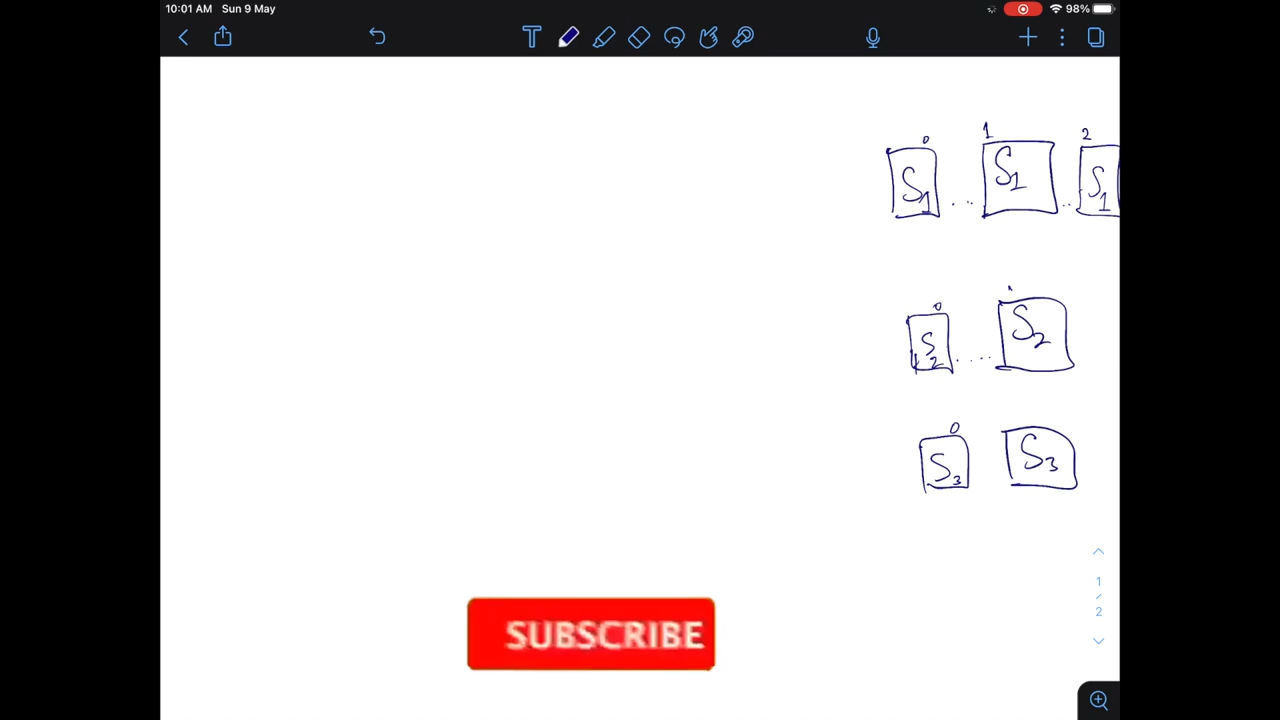 10:01 AM Sun 9 May 98%
T
0 1 2
S1 ... S1 .. S1
0
S2 .... S2
0
S3 S3
1
/
2
SUBSCRIBE